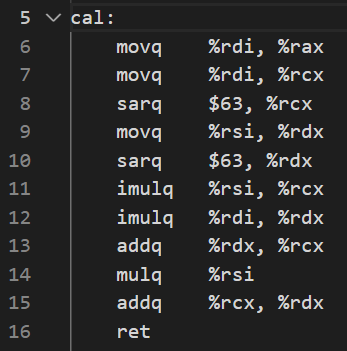 5 cal:
6 movq %rdi, %rax
7 movq %rdi, %rcx
8 sarq $63, %rcx
9 movq %rsi, %rdx
10 sarq $63, %rdx
11 imulq %rsi, %rcx
12 imulq %rdi, %rdx
13 addq %rdx, %rcx
14 mulq %rsi
15 addq %rcx, %rdx
16 ret